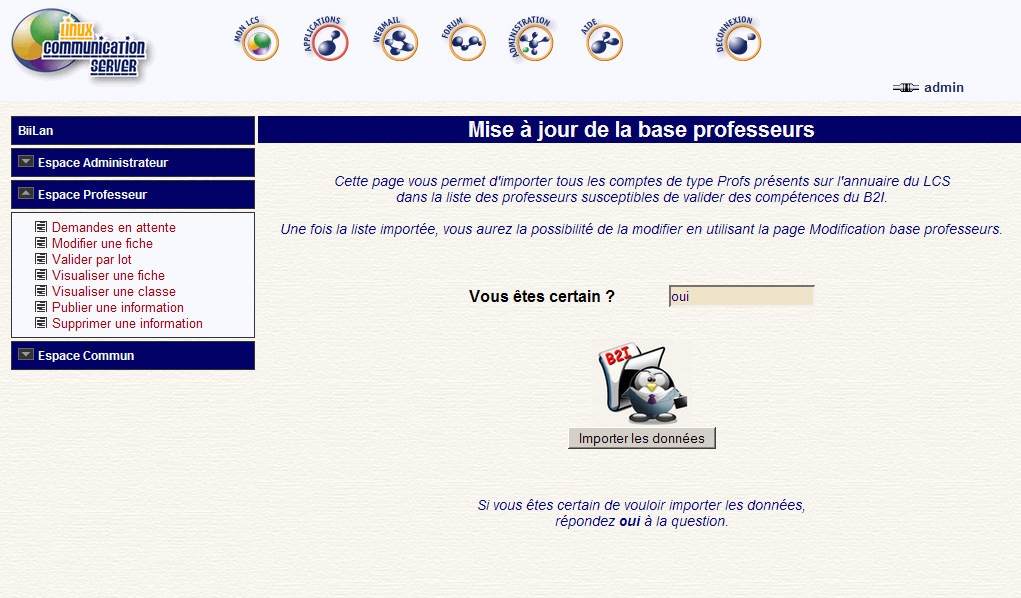 Linux
communication
SERVER
MON LCS
APPLICATIONS
WEBMAIL
FORUM
ADMINISTRATION
AIDE
DECONNEXION
admin
BiiLan
Espace Administrateur
Espace Professeur
Demandes en attente
Modifier une fiche
Valider par lot
Visualiser une fiche
Visualiser une classe
Publier une information
Supprimer une information
Espace Commun
Mise à jour de la base professeurs
Cette page vous permet d'importer tous les comptes de type Profs présents sur l'annuaire du LCS
dans la liste des professeurs susceptibles de valider des compétences du B2I.
Une fois la liste importée, vous aurez la possibilité de la modifier en utilisant la page Modification base professeurs.
Vous êtes certain ? oui
B2I
Importer les données
Si vous êtes certain de vouloir importer les données,
répondez oui à la question.